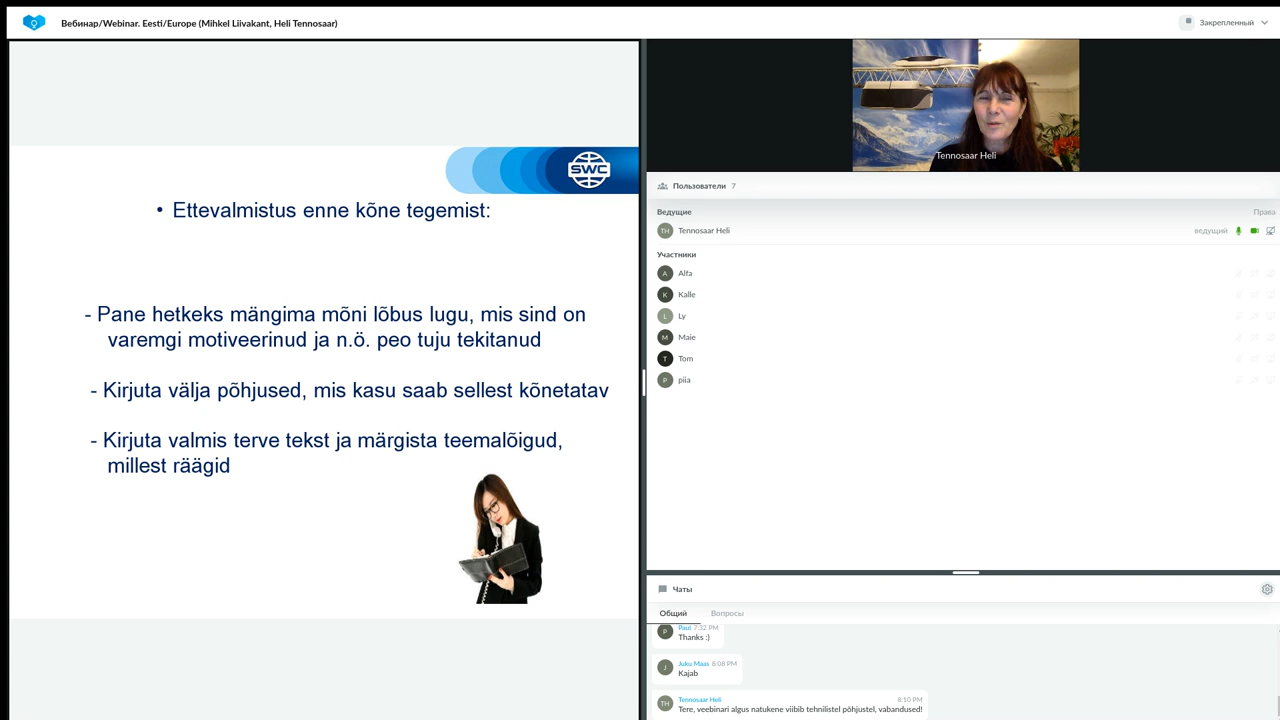 Вебинар/Webinar. Eesti/Europe (Mihkel Liivakant, Heli Tennosaar)
Закрепленный
SWC
• Ettevalmistus enne kõne tegemist:
- Pane hetkeks mängima mõni lõbus lugu, mis sind on
varemgi motiveerinud ja n.ö. peo tuju tekitanud
- Kirjuta välja põhjused, mis kasu saab sellest kõnetatav
- Kirjuta valmis terve tekst ja märgista teemalõigud,
millest räägid
Tennosaar Heli
Пользователи 7
Ведущие Права
TH Tennosaar Heli ведущий
Участники
A Alfa
K Kalle
L Ly
M Maie
T Tom
P piia
Чаты
Общий Вопросы
Paul 7:32 PM
P Thanks :)
Juku Maas 8:08 PM
J Kajab
Tennosaar Heli 8:10 PM
TH Tere, veebinari algus natukene viibib tehnilistel põhjustel, vabandused!